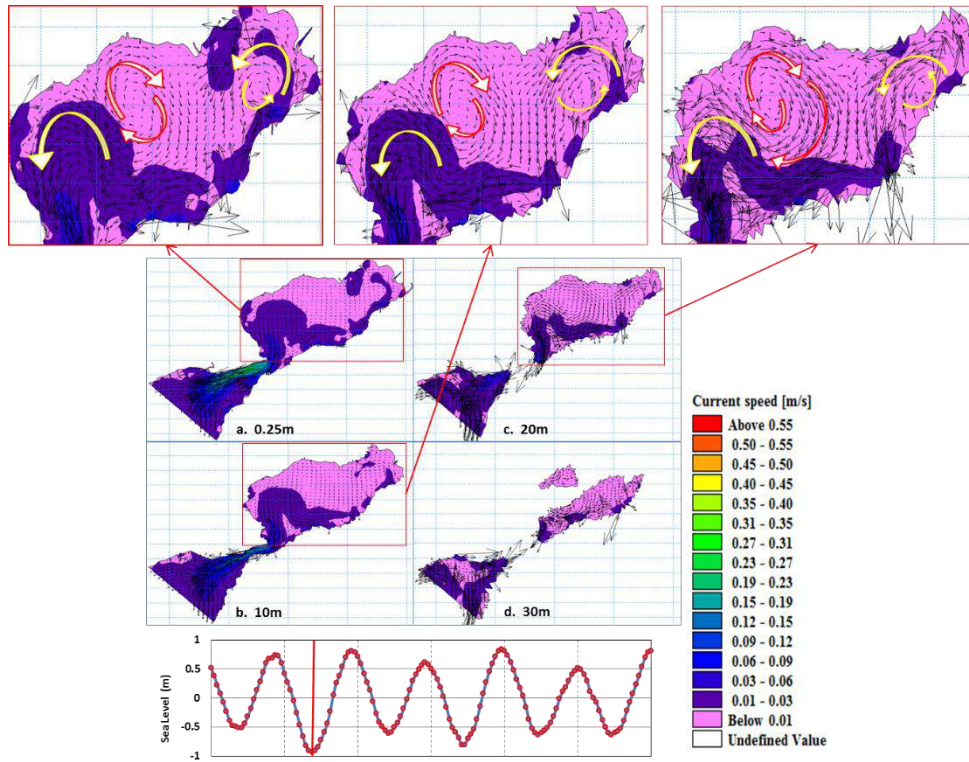 a. 0.25m
c. 20m
b. 10m
d. 30m
Current speed [m/s]
Above 0.55
0.50 - 0.55
0.45 - 0.50
0.40 - 0.45
0.35 - 0.40
0.31 - 0.35
0.27 - 0.31
0.23 - 0.27
0.19 - 0.23
0.15 - 0.19
0.12 - 0.15
0.09 - 0.12
0.06 - 0.09
0.03 - 0.06
0.01 - 0.03
Below 0.01
Undefined Value
Sea Level (m)
1
0.5
0
-0.5
-1